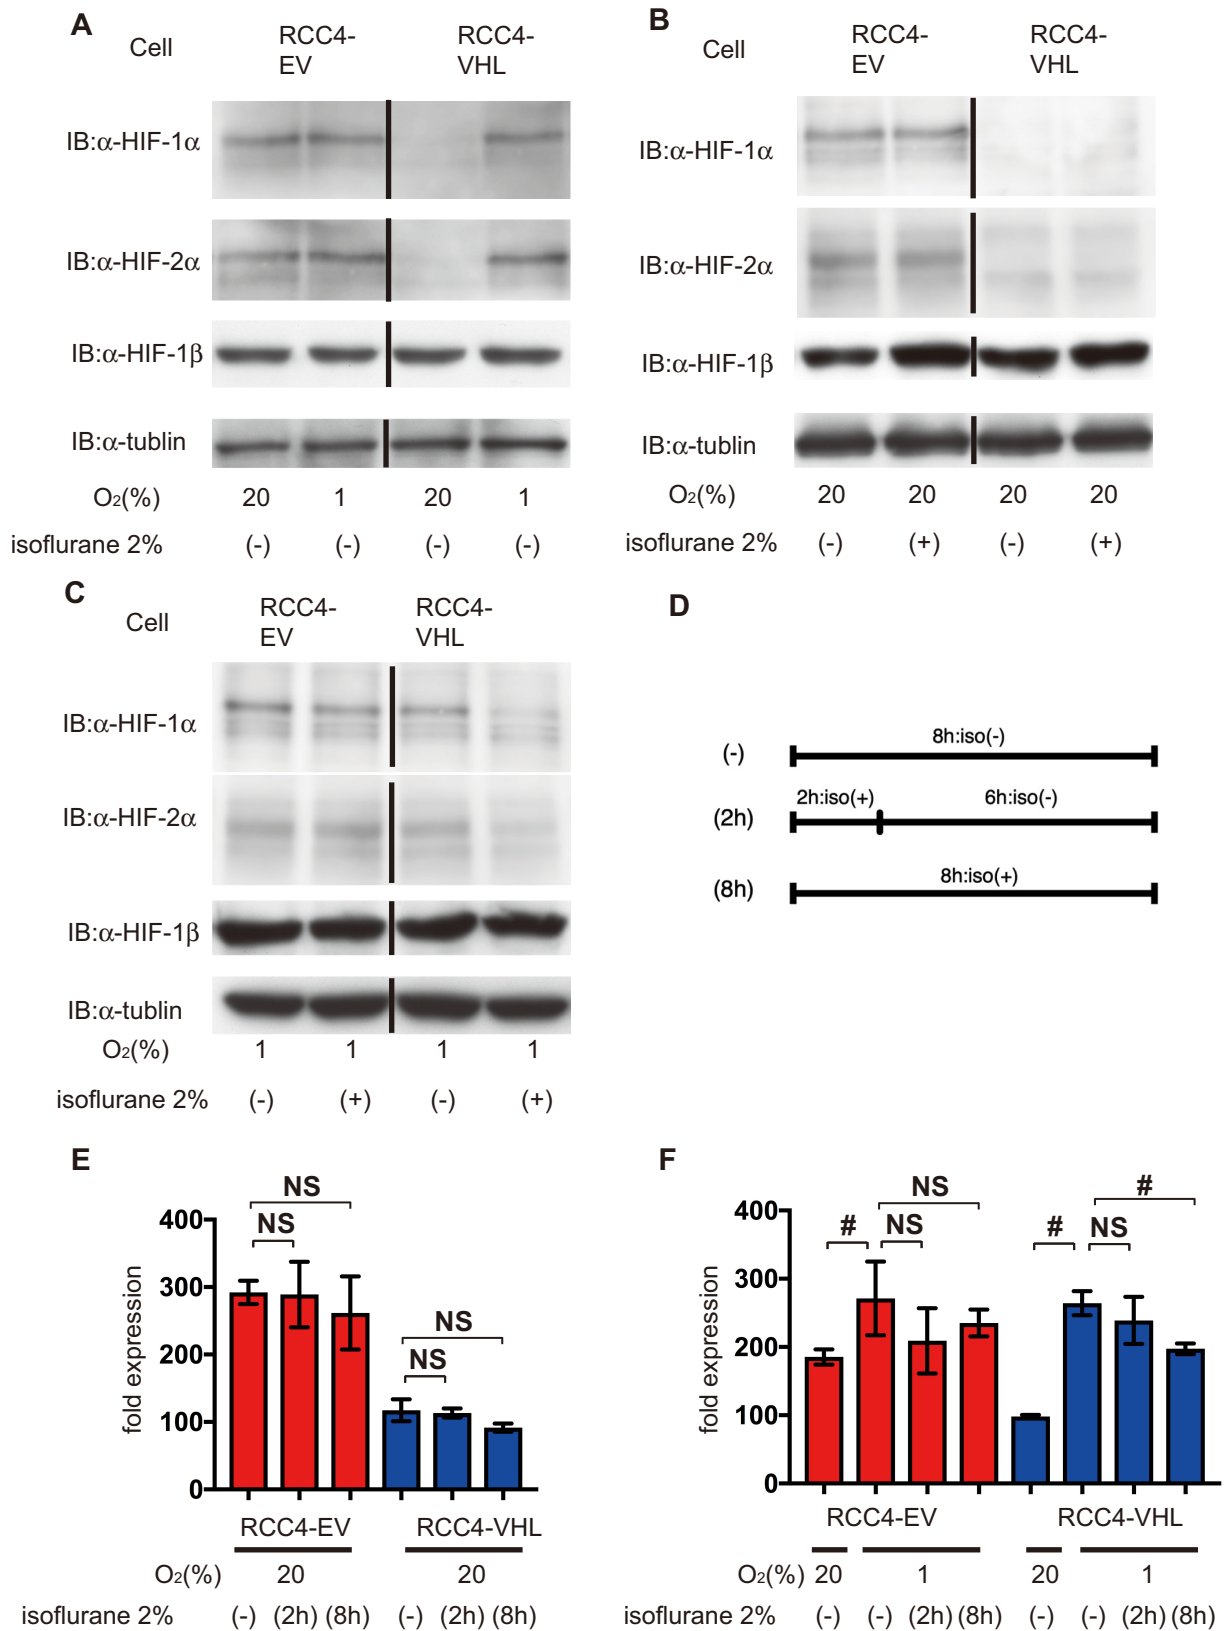 A
Cell
RCC4-
EV
RCC4-
VHL
IB:α-HIF-1α
IB:α-HIF-2α
IB:α-HIF-1β
IB:α-tublin
O2(%) 20 1 20 1
isoflurane 2% (-) (-) (-) (-)
B
Cell
RCC4-
EV
RCC4-
VHL
IB:α-HIF-1α
IB:α-HIF-2α
IB:α-HIF-1β
IB:α-tublin
O2(%) 20 20 20 20
isoflurane 2% (-) (+) (-) (+)
C
Cell
RCC4-
EV
RCC4-
VHL
IB:α-HIF-1α
IB:α-HIF-2α
IB:α-HIF-1β
IB:α-tublin
O2(%) 1 1 1 1
isoflurane 2% (-) (+) (-) (+)
D
(-) 8h:iso(-)
(2h) 2h:iso(+) 6h:iso(-)
(8h) 8h:iso(+)
E
fold expression
400
300
200
100
0
NS
NS
NS
NS
RCC4-EV RCC4-VHL
O2(%) 20 20
isoflurane 2% (-) (2h) (8h) (-) (2h) (8h)
F
fold expression
400
300
200
100
0
NS #
# NS # NS
RCC4-EV RCC4-VHL
O2(%) 20 1 20 1
isoflurane 2% (-) (-) (2h) (8h) (-) (-) (2h) (8h)